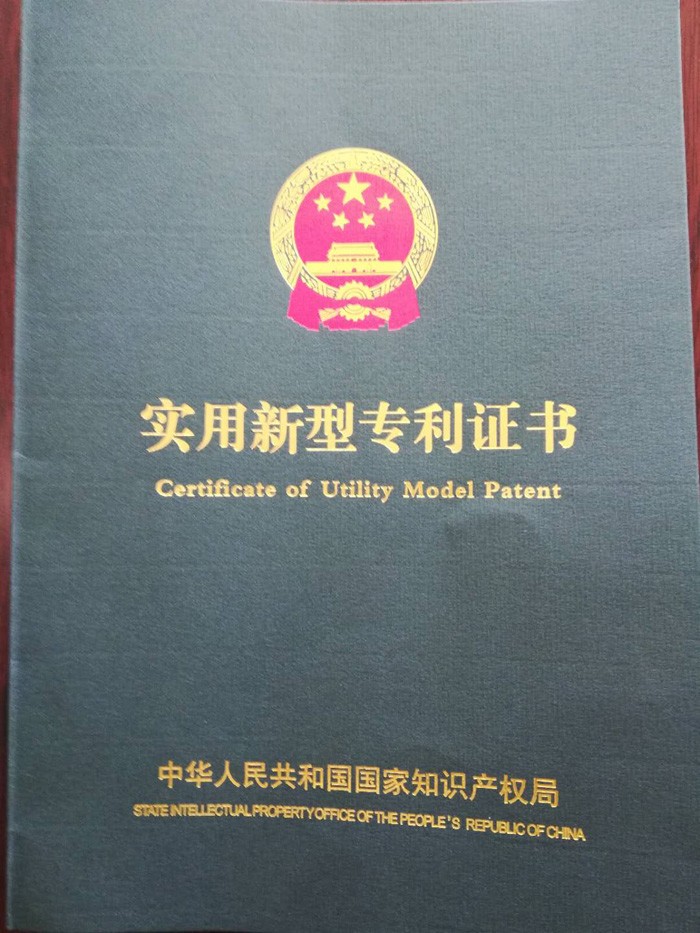 实用新型专利证书
Certificate of Utility Model Patent
中华人民共和国国家知识产权局
STATE INTELLECTUAL PROPERTY OFFICE OF THE PEOPLE'S REPUBLIC OF CHINA